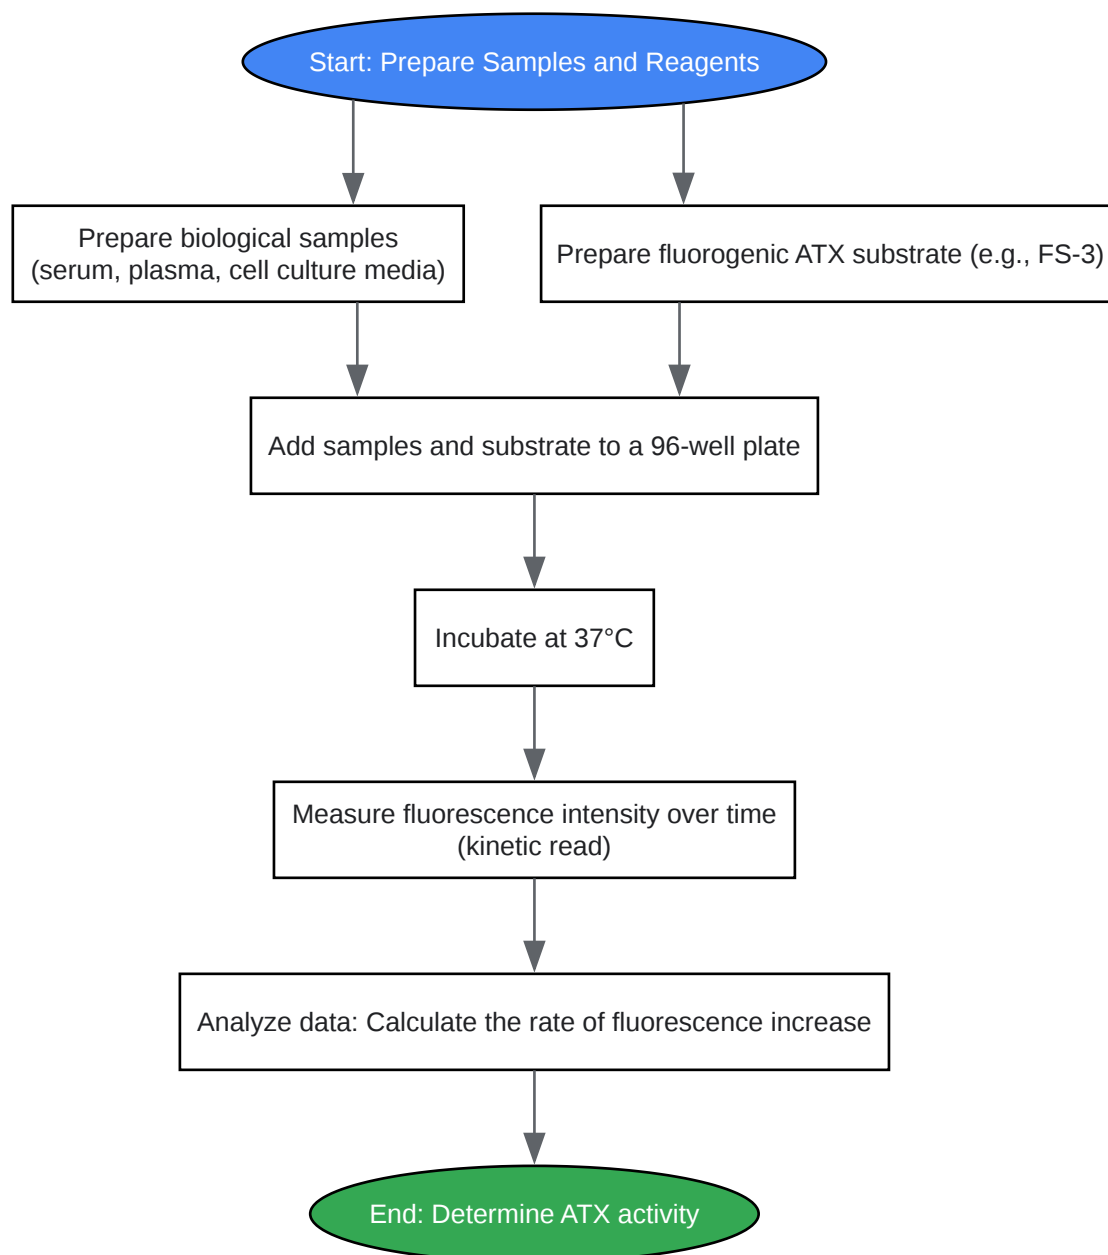 Start: Prepare Samples and Reagents
Prepare biological samples
(serum, plasma, cell culture media)
Prepare fluorogenic ATX substrate (e.g., FS-3)
Add samples and substrate to a 96-well plate
Incubate at 37°C
Measure fluorescence intensity over time
(kinetic read)
Analyze data: Calculate the rate of fluorescence increase
End: Determine ATX activity